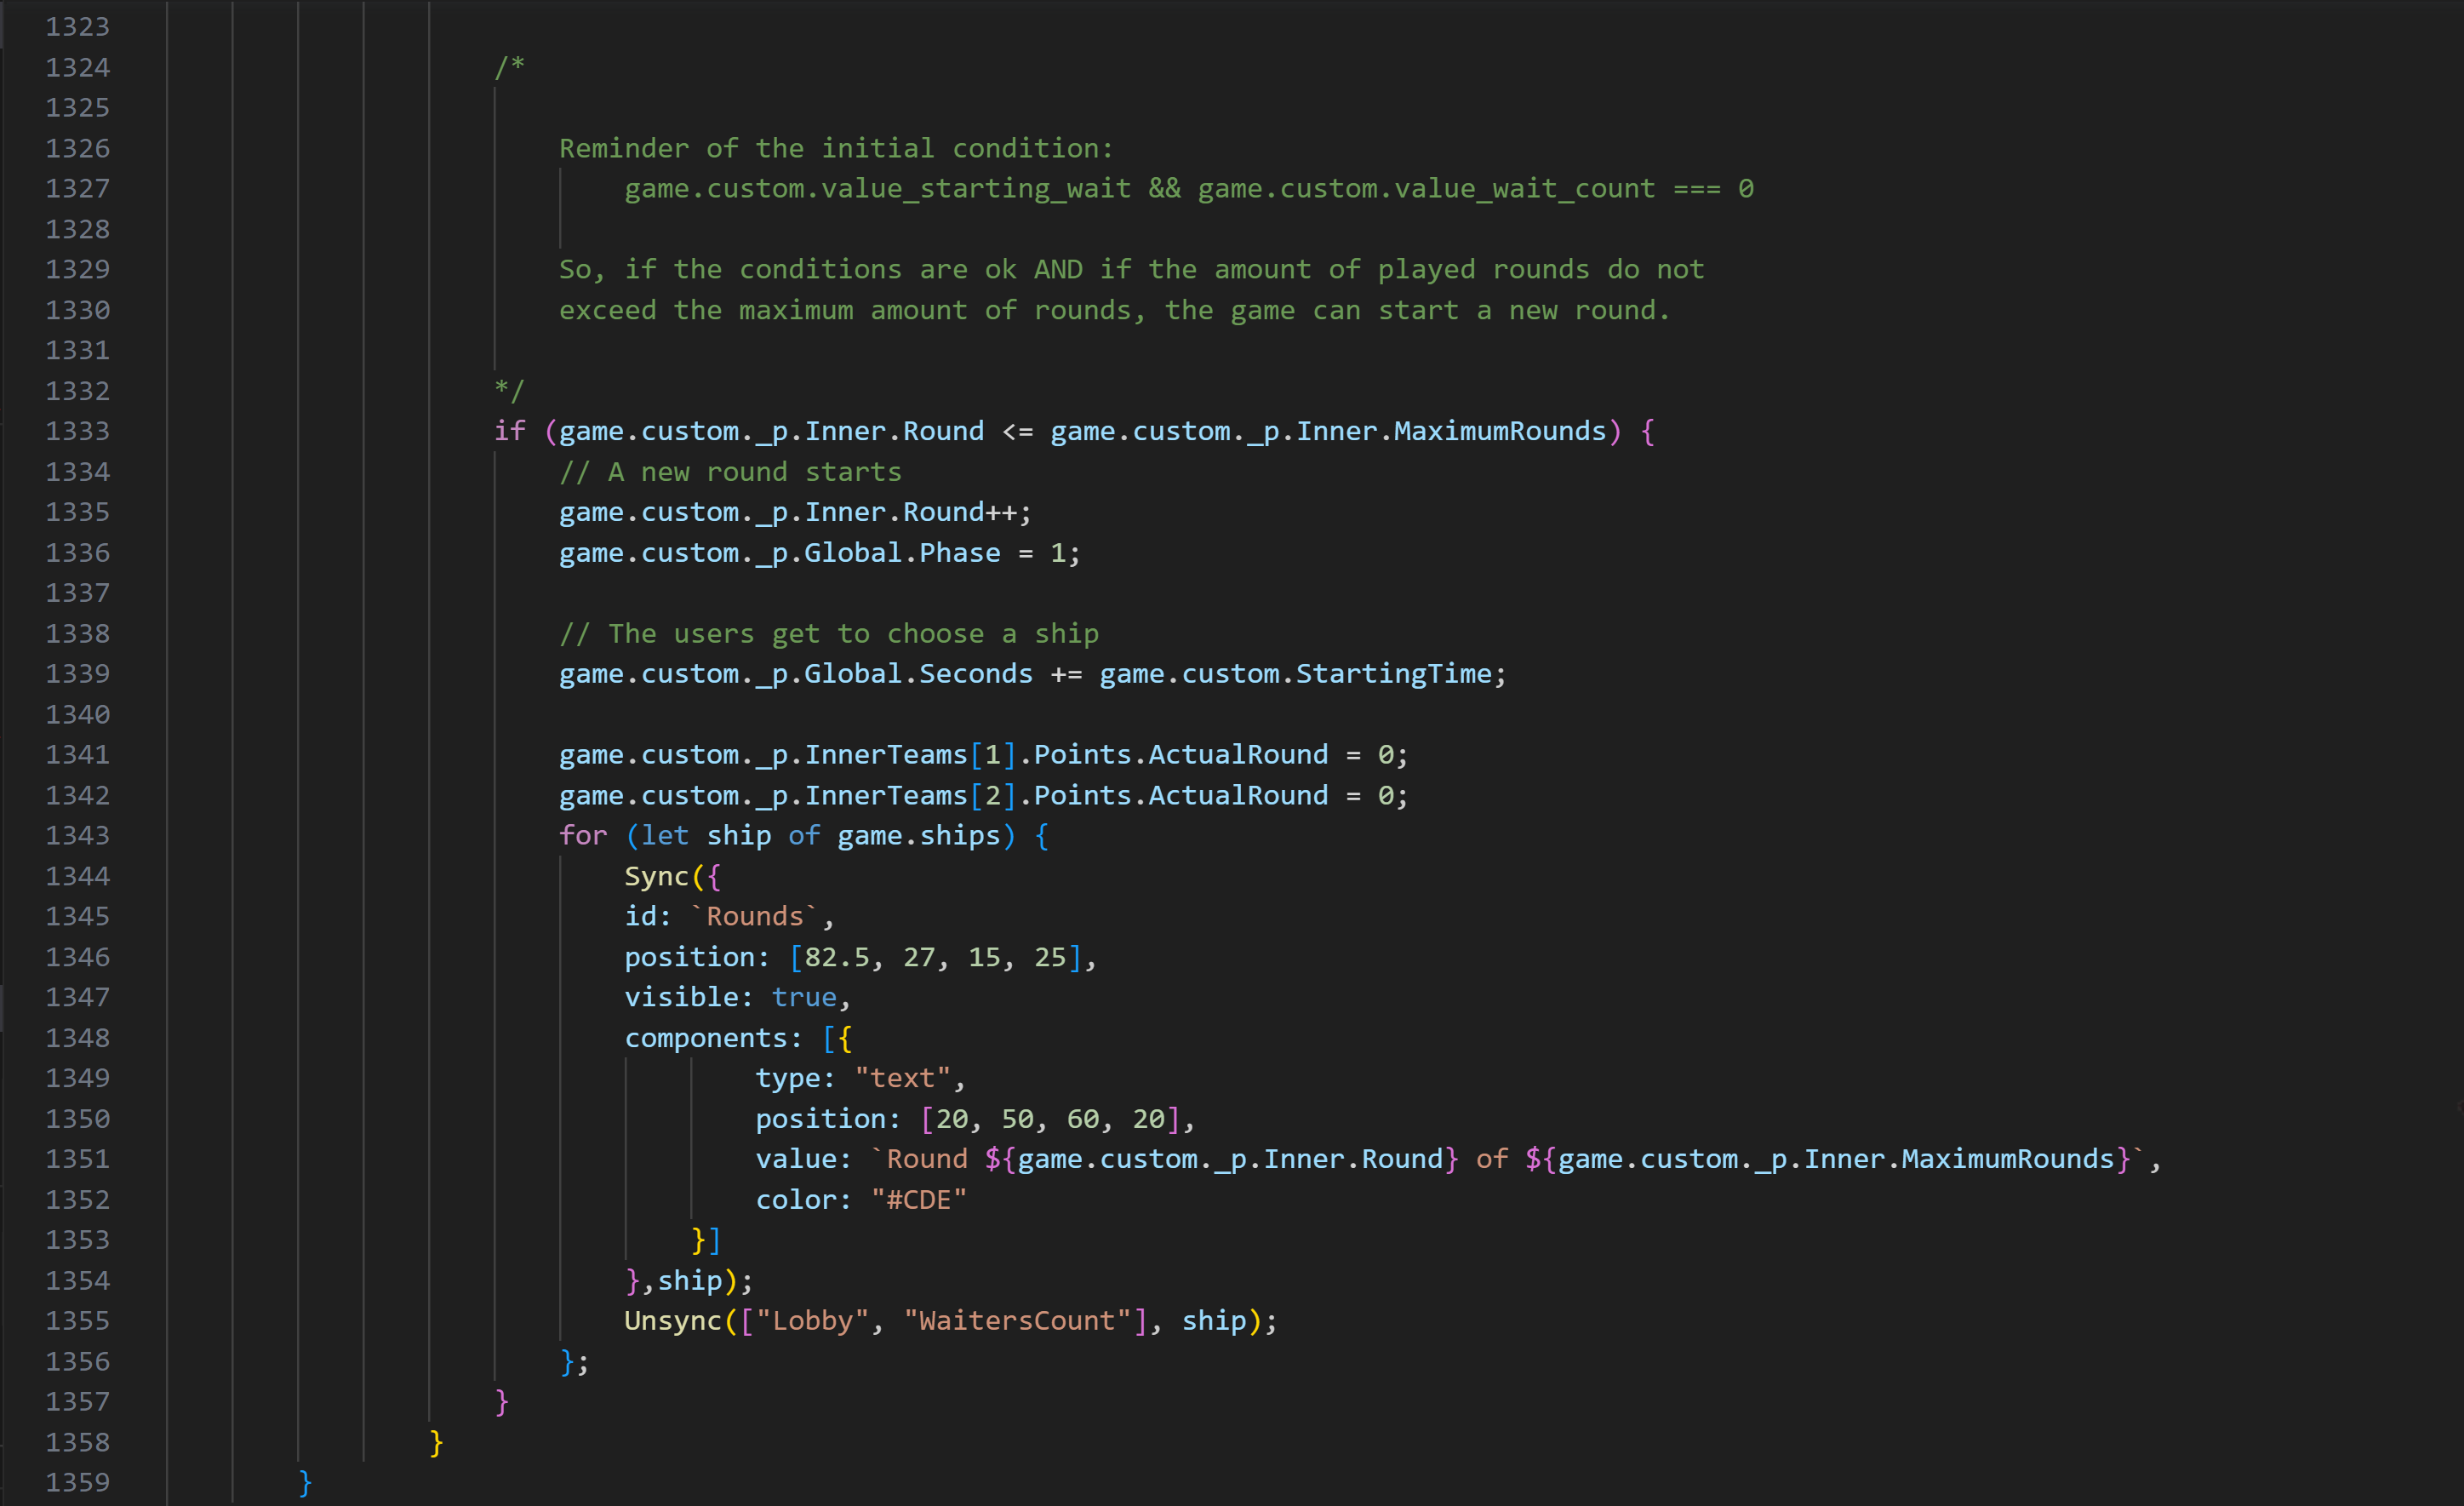 1323
1324 /*
1325
1326 Reminder of the initial condition:
1327 game.custom.value_starting_wait && game.custom.value_wait_count === 0
1328
1329 So, if the conditions are ok AND if the amount of played rounds do not
1330 exceed the maximum amount of rounds, the game can start a new round.
1331
1332 */
1333 if (game.custom._p.Inner.Round <= game.custom._p.Inner.MaximumRounds) {
1334 // A new round starts
1335 game.custom._p.Inner.Round++;
1336 game.custom._p.Global.Phase = 1;
1337
1338 // The users get to choose a ship
1339 game.custom._p.Global.Seconds += game.custom.StartingTime;
1340
1341 game.custom._p.InnerTeams[1].Points.ActualRound = 0;
1342 game.custom._p.InnerTeams[2].Points.ActualRound = 0;
1343 for (let ship of game.ships) {
1344 Sync({
1345 id: `Rounds`,
1346 position: [82.5, 27, 15, 25],
1347 visible: true,
1348 components: [{
1349 type: "text",
1350 position: [20, 50, 60, 20],
1351 value: `Round ${game.custom._p.Inner.Round} of ${game.custom._p.Inner.MaximumRounds}`,
1352 color: "#CDE"
1353 }]
1354 },ship);
1355 Unsync(["Lobby", "WaitersCount"], ship);
1356 };
1357 }
1358 }
1359 }